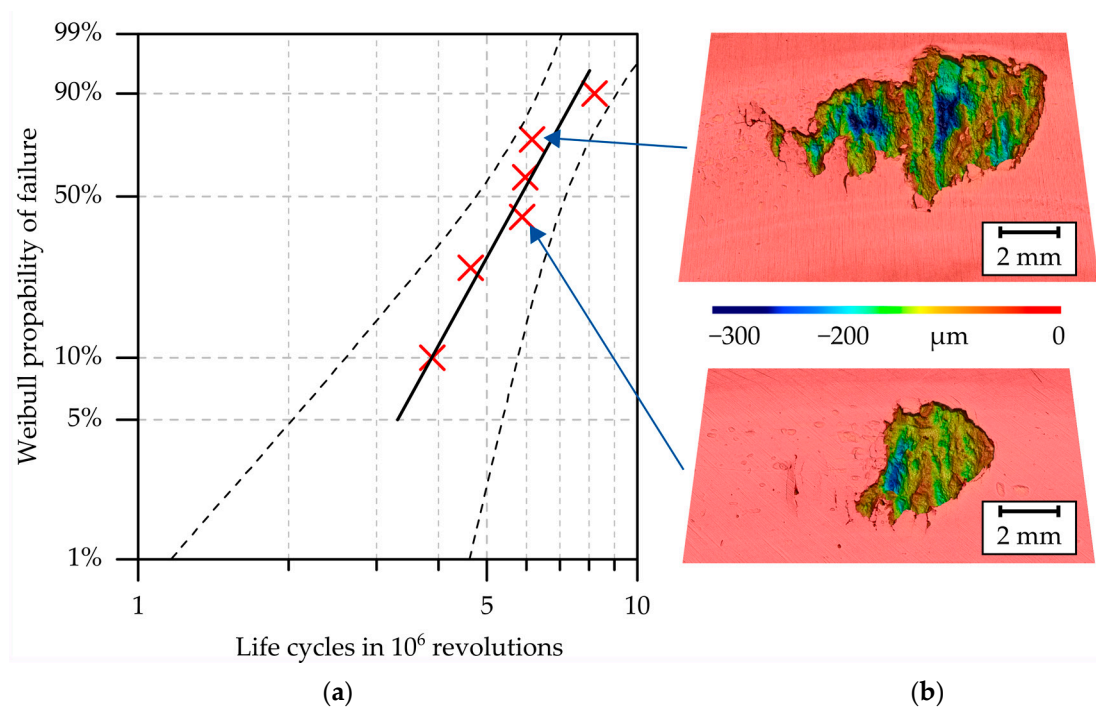 99%
90%
50%
10%
5%
1%
Weibull propability of failure
1
5
10
Life cycles in 10⁶ revolutions
(a)
2 mm
−300
−200
µm
0
2 mm
(b)